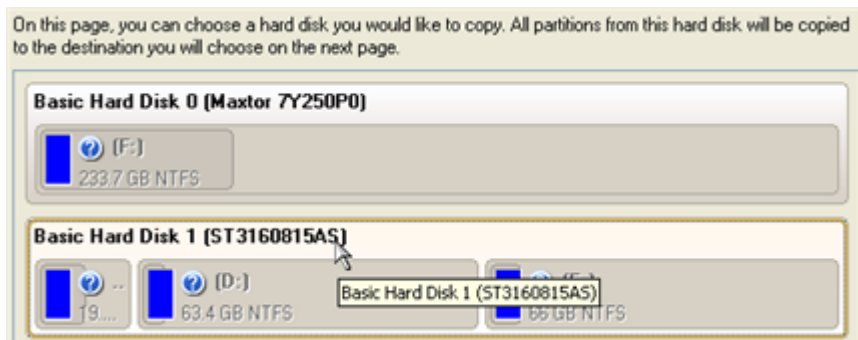 On this page, you can choose a hard disk you would like to copy. All partitions from this hard disk will be copied
to the destination you will choose on the next page.
Basic Hard Disk 0 (Maxtor 7Y250P0)
(F:)
233.7 GB NTFS
Basic Hard Disk 1 (ST3160815AS)
..
(D:)
19....
63.4 GB NTFS
Basic Hard Disk 1 (ST3160815AS)
66 GB NTFS